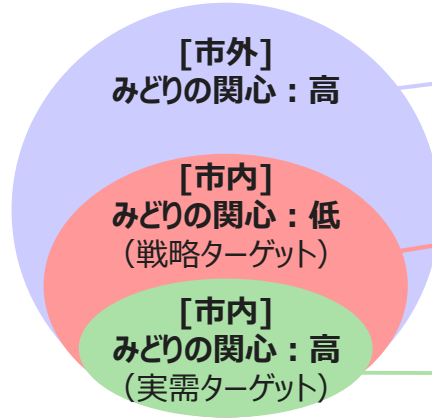 [市外]
みどりの関心：高
[市内]
みどりの関心：低
（戦略ターゲット）
[市内]
みどりの関心：高
（実需ターゲット）